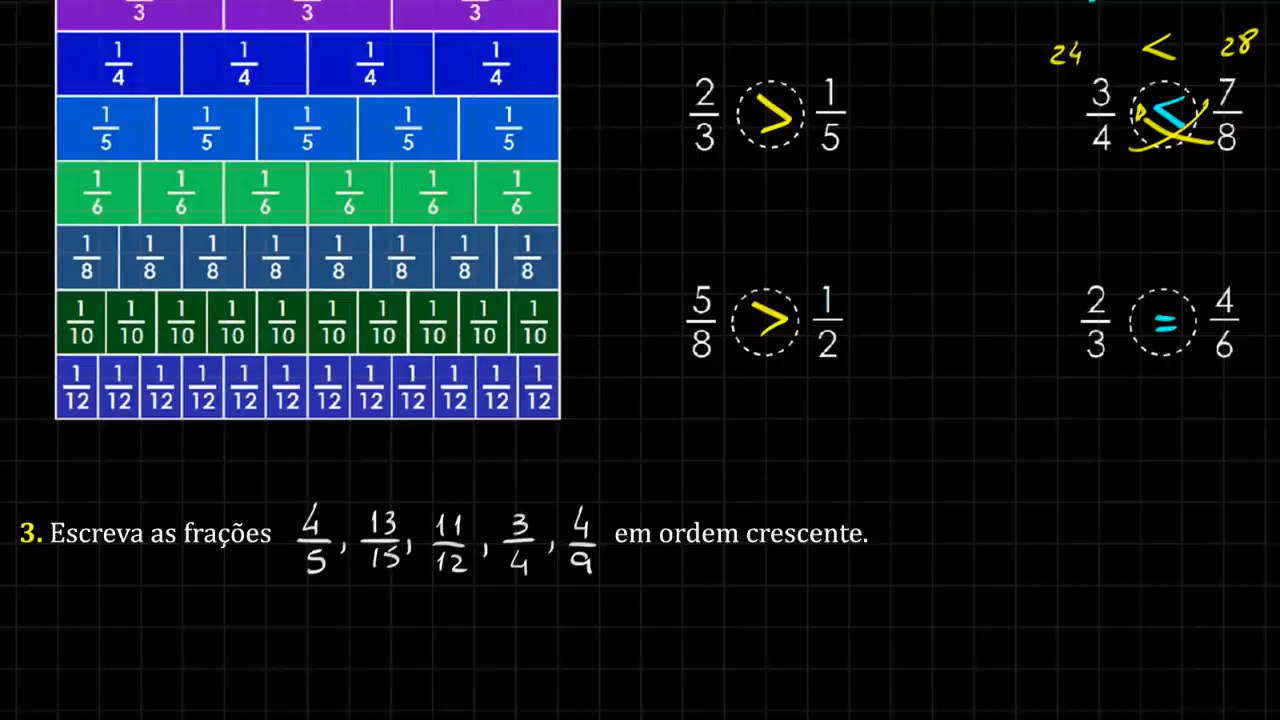 3 3 3
24 < 28
1/4 1/4 1/4 1/4
2/3 > 1/5
3/4 < 7/8
1/5 1/5 1/5 1/5 1/5
1/6 1/6 1/6 1/6 1/6 1/6
1/8 1/8 1/8 1/8 1/8 1/8 1/8 1/8
1/10 1/10 1/10 1/10 1/10 1/10 1/10 1/10 1/10 1/10
5/8 > 1/2
2/3 = 4/6
1/12 1/12 1/12 1/12 1/12 1/12 1/12 1/12 1/12 1/12 1/12 1/12
3. Escreva as frações 4/5, 13/15, 11/12, 3/4, 4/9 em ordem crescente.